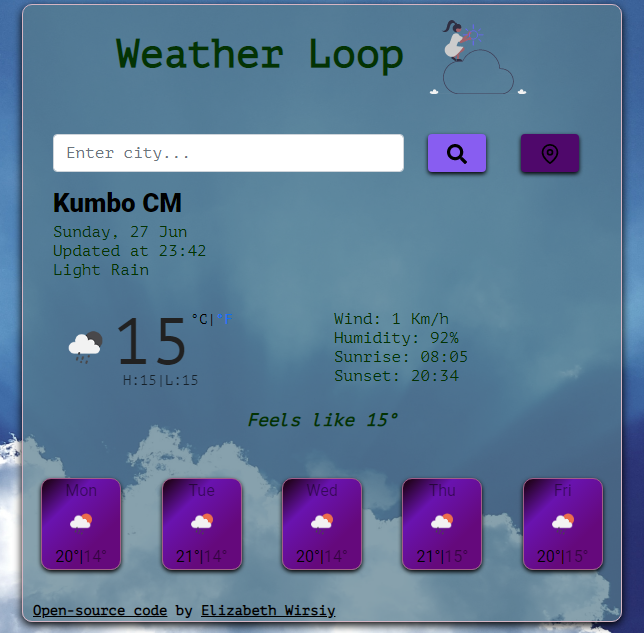 Weather Loop
Enter city...
Kumbo CM
Sunday, 27 Jun
Updated at 23:42
Light Rain
15 °C|°F
H:15|L:15
Wind: 1 Km/h
Humidity: 92%
Sunrise: 08:05
Sunset: 20:34
Feels like 15°
Mon Tue Wed Thu Fri
20°|14° 21°|14° 20°|14° 21°|15° 20°|15°
Open-source code by Elizabeth Wirsiy